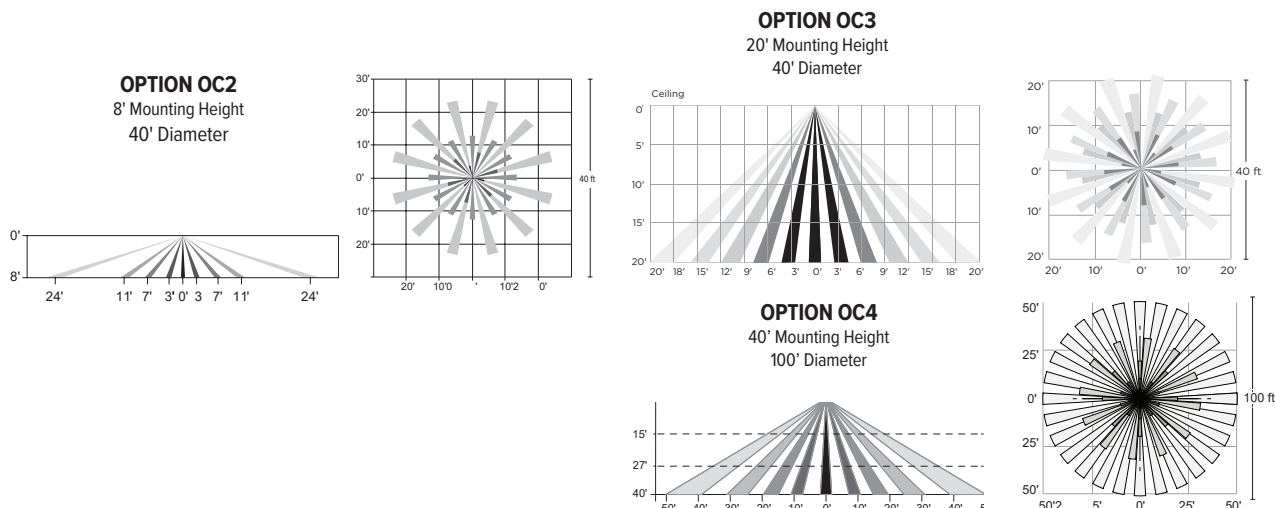 OPTION OC2
8' Mounting Height
40' Diameter
0'
8'
24' 11' 7' 3' 0' 3 7' 11' 24'
30'
20'
10'
0'
10'
20'
20' 10'0 ' 10'2 0'
40 ft
OPTION OC3
20' Mounting Height
40' Diameter
Ceiling
0'
5'
10'
15'
20'
20' 18' 15' 12' 9' 6' 3' 0' 3' 6' 9' 12' 15' 18' 20'
20'
10'
0'
10'
20'
20' 10' 0' 10' 20'
40 ft
OPTION OC4
40’ Mounting Height
100’ Diameter
15'
27'
40'
50'
25'
0'
25'
50'
50'2 5' 0' 25' 50'
100 ft